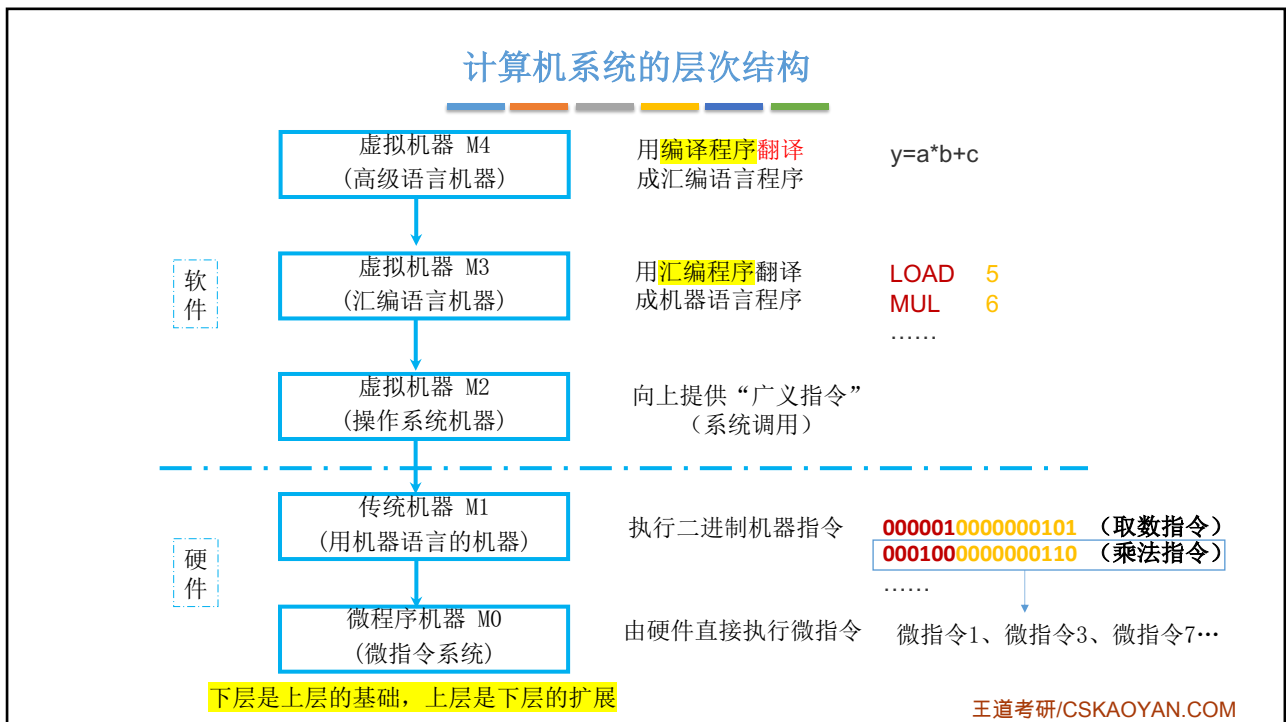 计算机系统的层次结构
虚拟机器 M4
(高级语言机器)
用编译程序翻译
成汇编语言程序
y=a*b+c
软
件
虚拟机器 M3
(汇编语言机器)
用汇编程序翻译
成机器语言程序
LOAD 5
MUL 6
……
虚拟机器 M2
(操作系统机器)
向上提供“广义指令”
（系统调用）
硬
件
传统机器 M1
(用机器语言的机器)
执行二进制机器指令
0000010000000101 （取数指令）
0001000000000110 （乘法指令）
……
微程序机器 M0
(微指令系统)
由硬件直接执行微指令
微指令1、微指令3、微指令7…
下层是上层的基础，上层是下层的扩展
王道考研/CSKAOYAN.COM